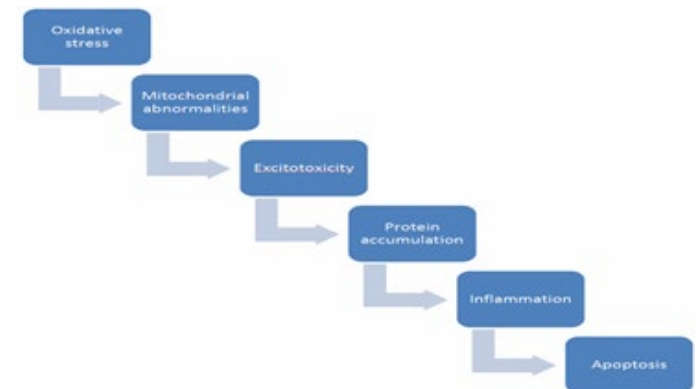 Oxidative
stress
Mitochondrial
abnormalities
Excitotoxicity
Protein
accumulation
Inflammation
Apoptosis